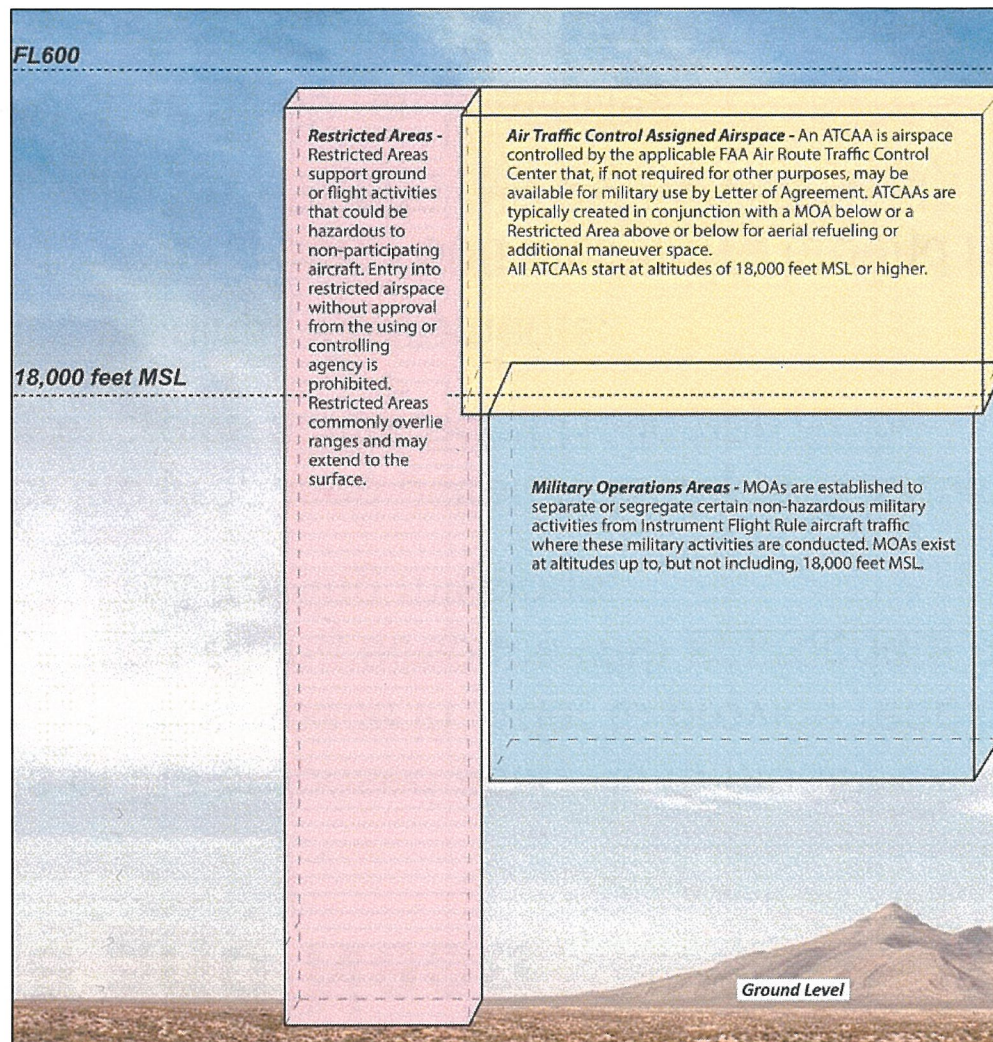 FL600
Restricted Areas -
Restricted Areas
support ground
or flight activities
that could be
hazardous to
non-participating
aircraft. Entry into
restricted airspace
without approval
from the using or
controlling
agency is
prohibited.
Restricted Areas
commonly overlie
ranges and may
extend to the
surface.
Air Traffic Control Assigned Airspace - An ATCAA is airspace
controlled by the applicable FAA Air Route Traffic Control
Center that, if not required for other purposes, may be
available for military use by Letter of Agreement. ATCAAs are
typically created in conjunction with a MOA below or a
Restricted Area above or below for aerial refueling or
additional maneuver space.
All ATCAAs start at altitudes of 18,000 feet MSL or higher.
18,000 feet MSL
Military Operations Areas - MOAs are established to
separate or segregate certain non-hazardous military
activities from Instrument Flight Rule aircraft traffic
where these military activities are conducted. MOAs exist
at altitudes up to, but not including, 18,000 feet MSL.
Ground Level